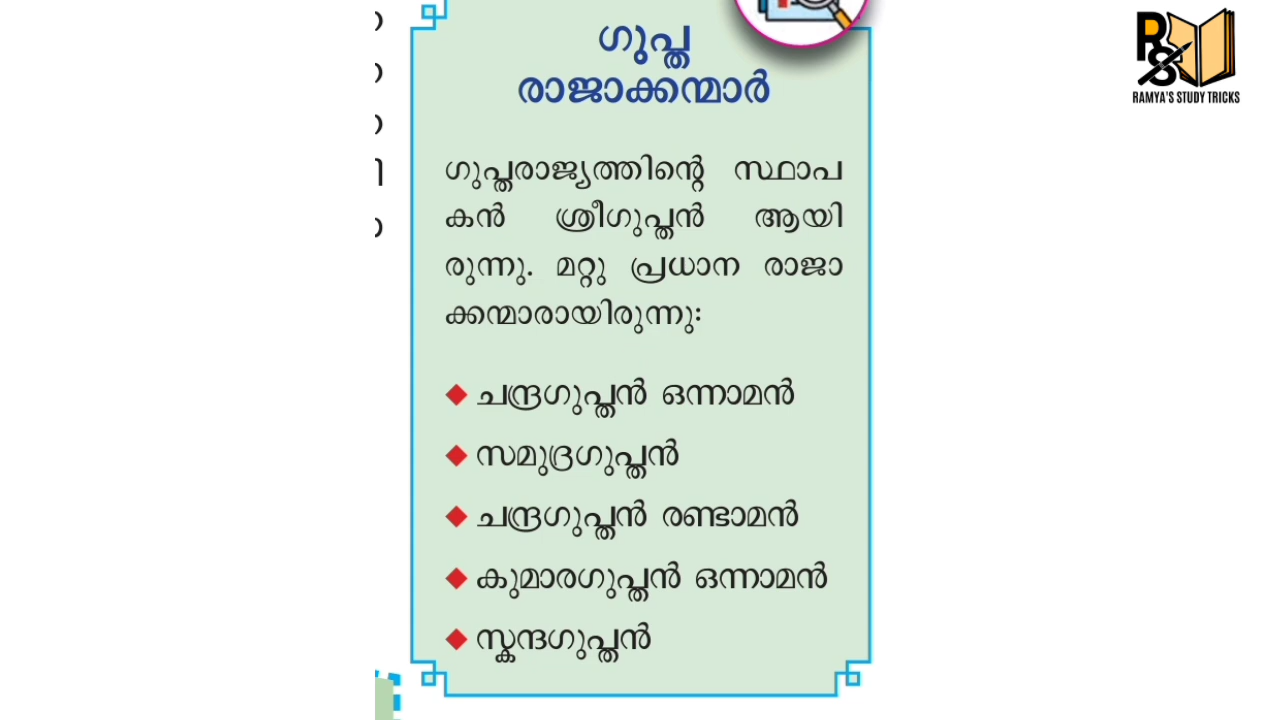 ഗുപ്ത
രാജാക്കന്മാർ
ഗുപ്തരാജ്യത്തിന്റെ സ്ഥാപ
കൻ ശ്രീഗുപ്തൻ ആയി
രുന്നു. മറ്റു പ്രധാന രാജാ
ക്കന്മാരായിരുന്നു:
ചന്ദ്രഗുപ്തൻ ഒന്നാമൻ
സമുദ്രഗുപ്തൻ
ചന്ദ്രഗുപ്തൻ രണ്ടാമൻ
കുമാരഗുപ്തൻ ഒന്നാമൻ
സ്കന്ദഗുപ്തൻ
RS
RAMYA'S STUDY TRICKS